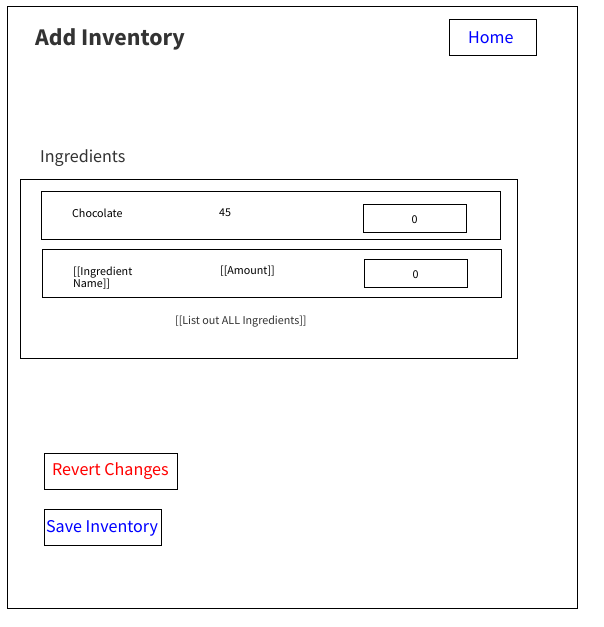 Add Inventory
Home
Ingredients
Chocolate
45
0
[[Ingredient
Name]]
[[Amount]]
0
[[List out ALL Ingredients]]
Revert Changes
Save Inventory